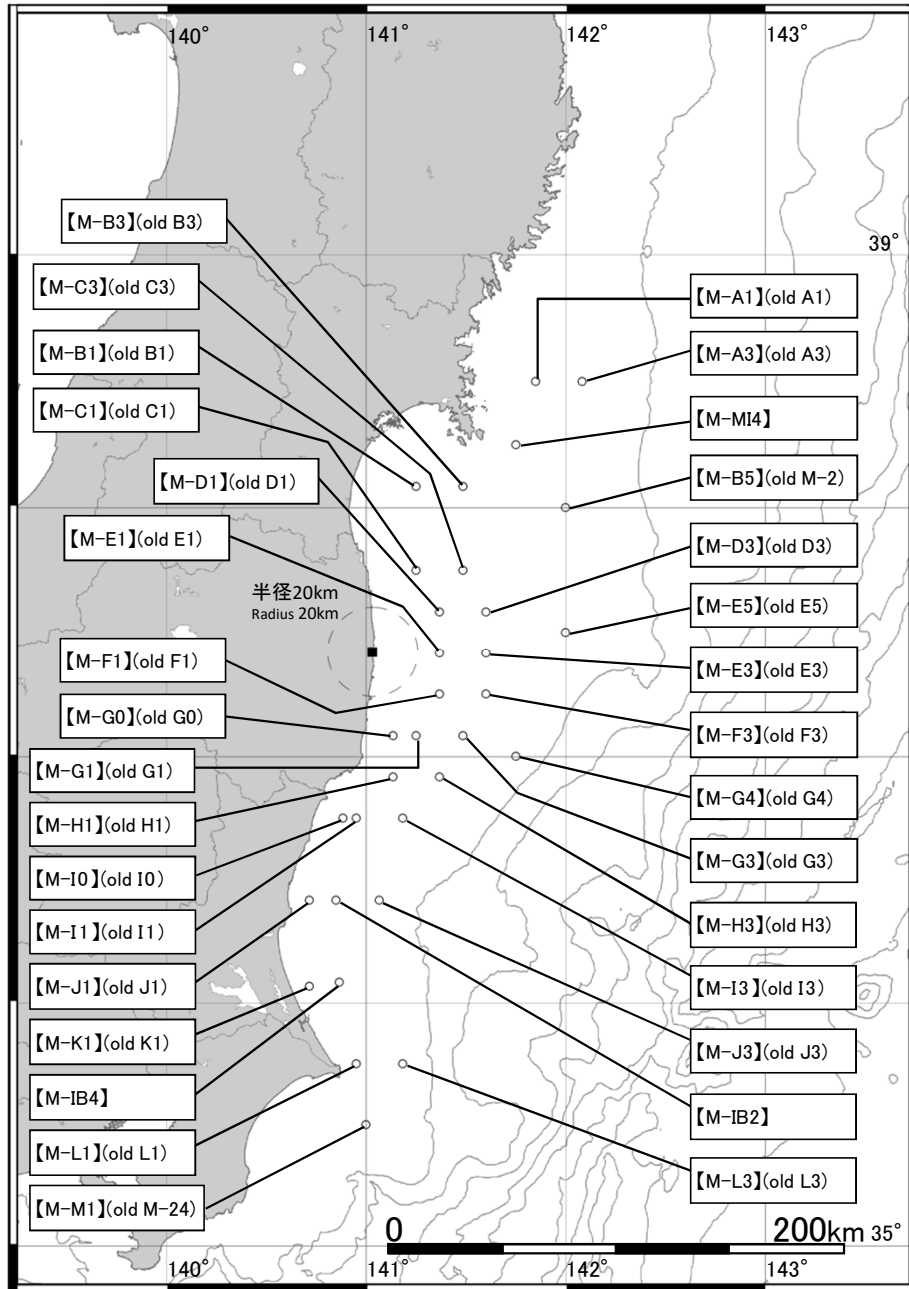 140°
141°
142°
143°
39°
【M-B3】(old B3)
【M-C3】(old C3)
【M-B1】(old B1)
【M-C1】(old C1)
【M-D1】(old D1)
【M-E1】(old E1)
半径20km
Radius 20km
【M-F1】(old F1)
【M-G0】(old G0)
【M-G1】(old G1)
【M-H1】(old H1)
【M-I0】(old I0)
【M-I1】(old I1)
【M-J1】(old J1)
【M-K1】(old K1)
【M-IB4】
【M-L1】(old L1)
【M-M1】(old M-24)
【M-A1】(old A1)
【M-A3】(old A3)
【M-MI4】
【M-B5】(old M-2)
【M-D3】(old D3)
【M-E5】(old E5)
【M-E3】(old E3)
【M-F3】(old F3)
【M-G4】(old G4)
【M-G3】(old G3)
【M-H3】(old H3)
【M-I3】(old I3)
【M-J3】(old J3)
【M-IB2】
【M-L3】(old L3)
0
200km
35°
140°
141°
142°
143°